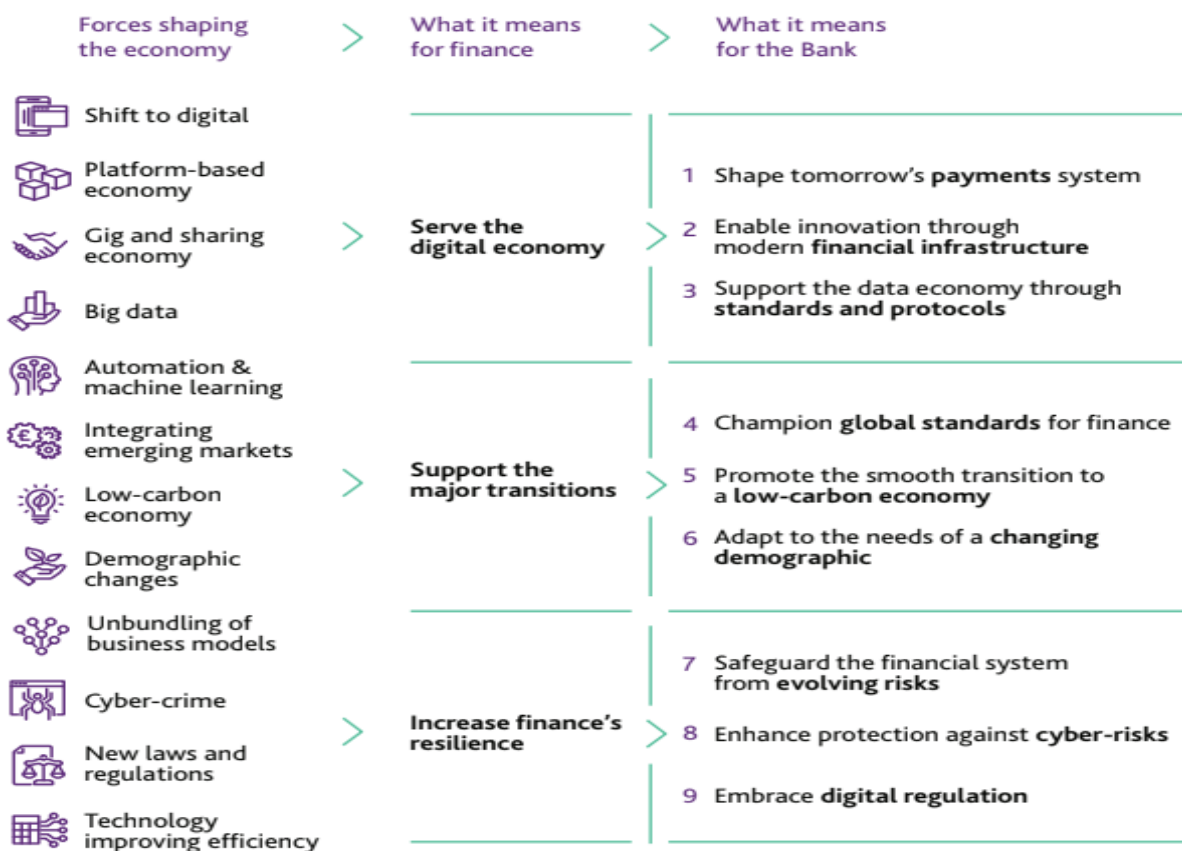 Forces shaping
the economy
What it means
for finance
What it means
for the Bank
Shift to digital
Platform-based
economy
Gig and sharing
economy
Big data
Automation &
machine learning
Integrating
emerging markets
Low-carbon
economy
Demographic
changes
Unbundling of
business models
Cyber-crime
New laws and
regulations
Technology
improving efficiency
Serve the
digital economy
Support the
major transitions
Increase finance's
resilience
1 Shape tomorrow's payments system
2 Enable innovation through
modern financial infrastructure
3 Support the data economy through
standards and protocols
4 Champion global standards for finance
5 Promote the smooth transition to
a low-carbon economy
6 Adapt to the needs of a changing
demographic
7 Safeguard the financial system
from evolving risks
8 Enhance protection against cyber-risks
9 Embrace digital regulation